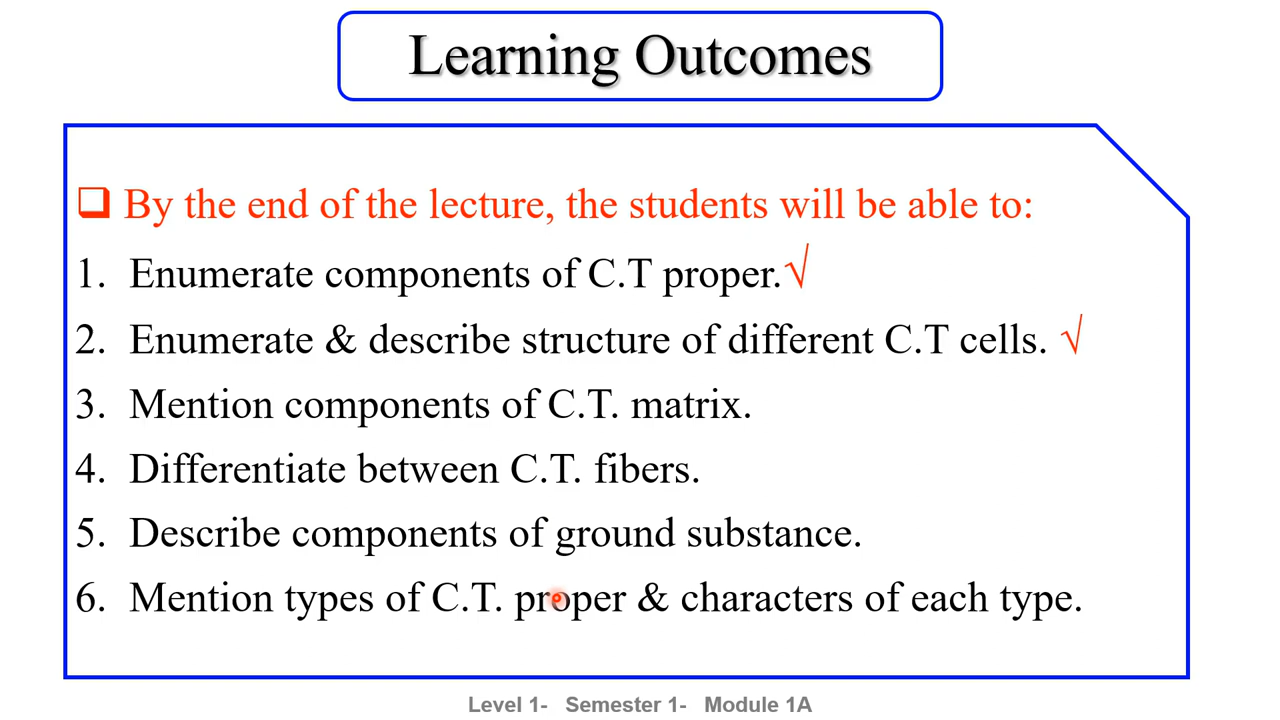 Learning Outcomes
❑ By the end of the lecture, the students will be able to:
1. Enumerate components of C.T proper.√
2. Enumerate & describe structure of different C.T cells. √
3. Mention components of C.T. matrix.
4. Differentiate between C.T. fibers.
5. Describe components of ground substance.
6. Mention types of C.T. proper & characters of each type.
Level 1- Semester 1- Module 1A